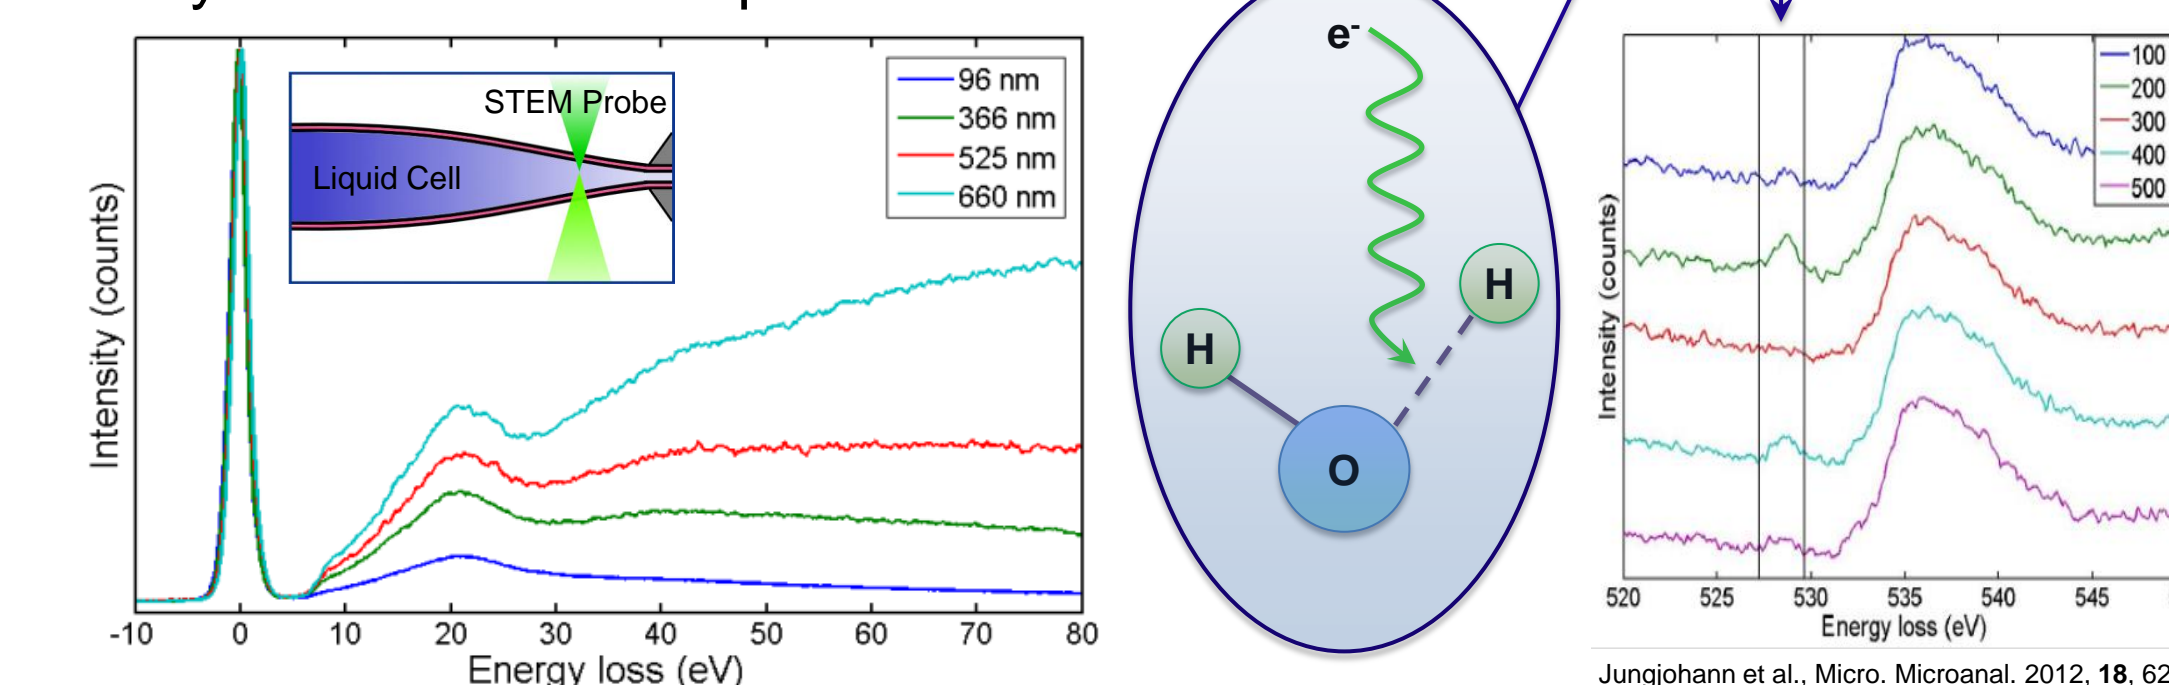 Intensity (counts)
STEM Probe
Liquid Cell
96 nm
366 nm
525 nm
660 nm
-10 0 10 20 30 40 50 60 70 80
Energy loss (eV)
e-
H
H
O
Intensity (counts)
100
200
300
400
500
520 525 530 535 540 545
Energy loss (eV)
Jungjohann et al., Micro. Microanal. 2012, 18, 62